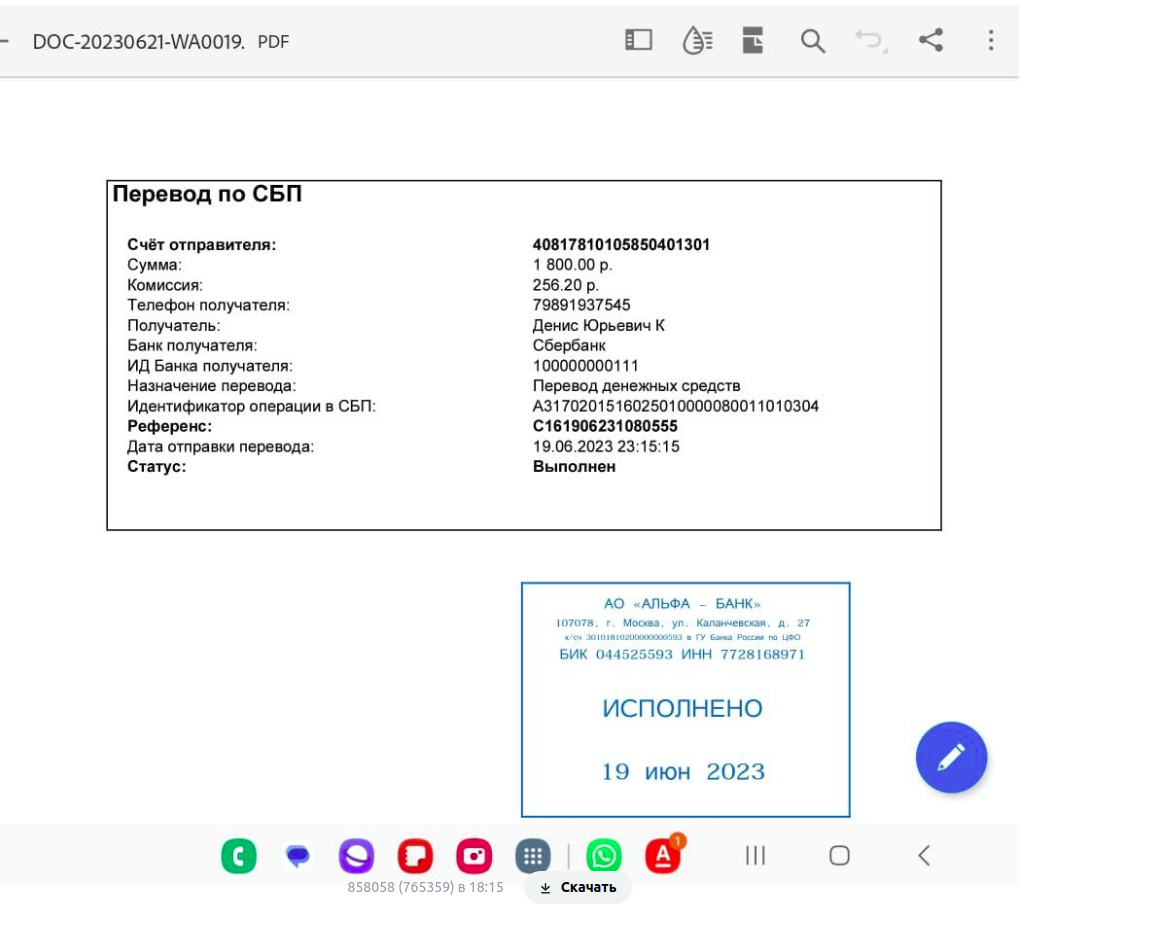 DOC-20230621-WA0019. PDF
Перевод по СБП
Счёт отправителя: 40817810105850401301
Сумма: 1 800.00 р.
Комиссия: 256.20 р.
Телефон получателя: 79891937545
Получатель: Денис Юрьевич К
Банк получателя: Сбербанк
ИД Банка получателя: 100000000111
Назначение перевода: Перевод денежных средств
Идентификатор операции в СБП: A3170201516025010000080011010304
Референс: C161906231080555
Дата отправки перевода: 19.06.2023 23:15:15
Статус: Выполнен
АО «АЛЬФА – БАНК»
107078, г. Москва, ул. Каланчевская, д. 27
к/сч 30101810200000000593 в ГУ Банка России по ЦФО
БИК 044525593 ИНН 7728168971
ИСПОЛНЕНО
19 июн 2023
A
1
858058 (765359) в 18:15
Скачать